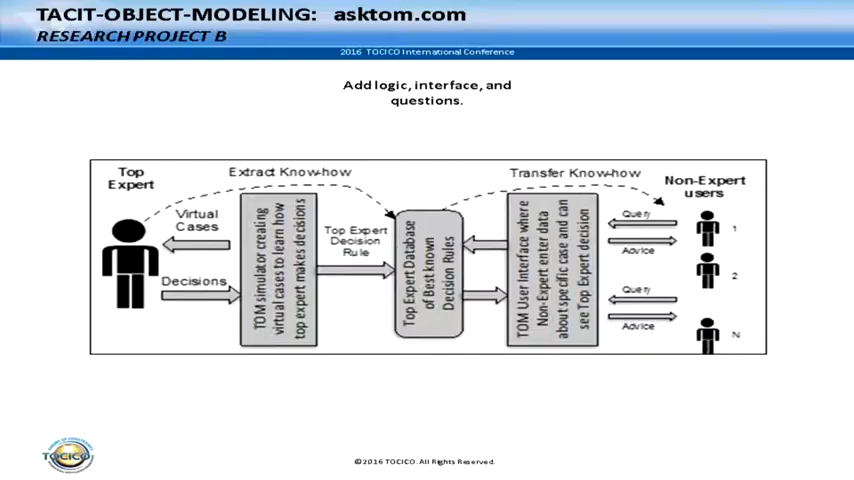 TACIT-OBJECT-MODELING: asktom.com
RESEARCH PROJECT B
2016 TOCICO International Conference
Add logic, interface, and
questions.
Top
Expert
Extract Know-how
Transfer Know-how
Non-Expert
users
Virtual
Cases
Decisions
TOM simulator creating
virtual cases to learn how
top expert makes decisions
Top Expert
Decision
Rule
Top Expert Database
of Best known
Decision Rules
TOM User Interface where
Non-Expert enter data
about specific case and can
see Top Expert decision
Query
Advice
1
2
Query
Advice
N
TOCICO
©2016 TOCICO. All Rights Reserved.